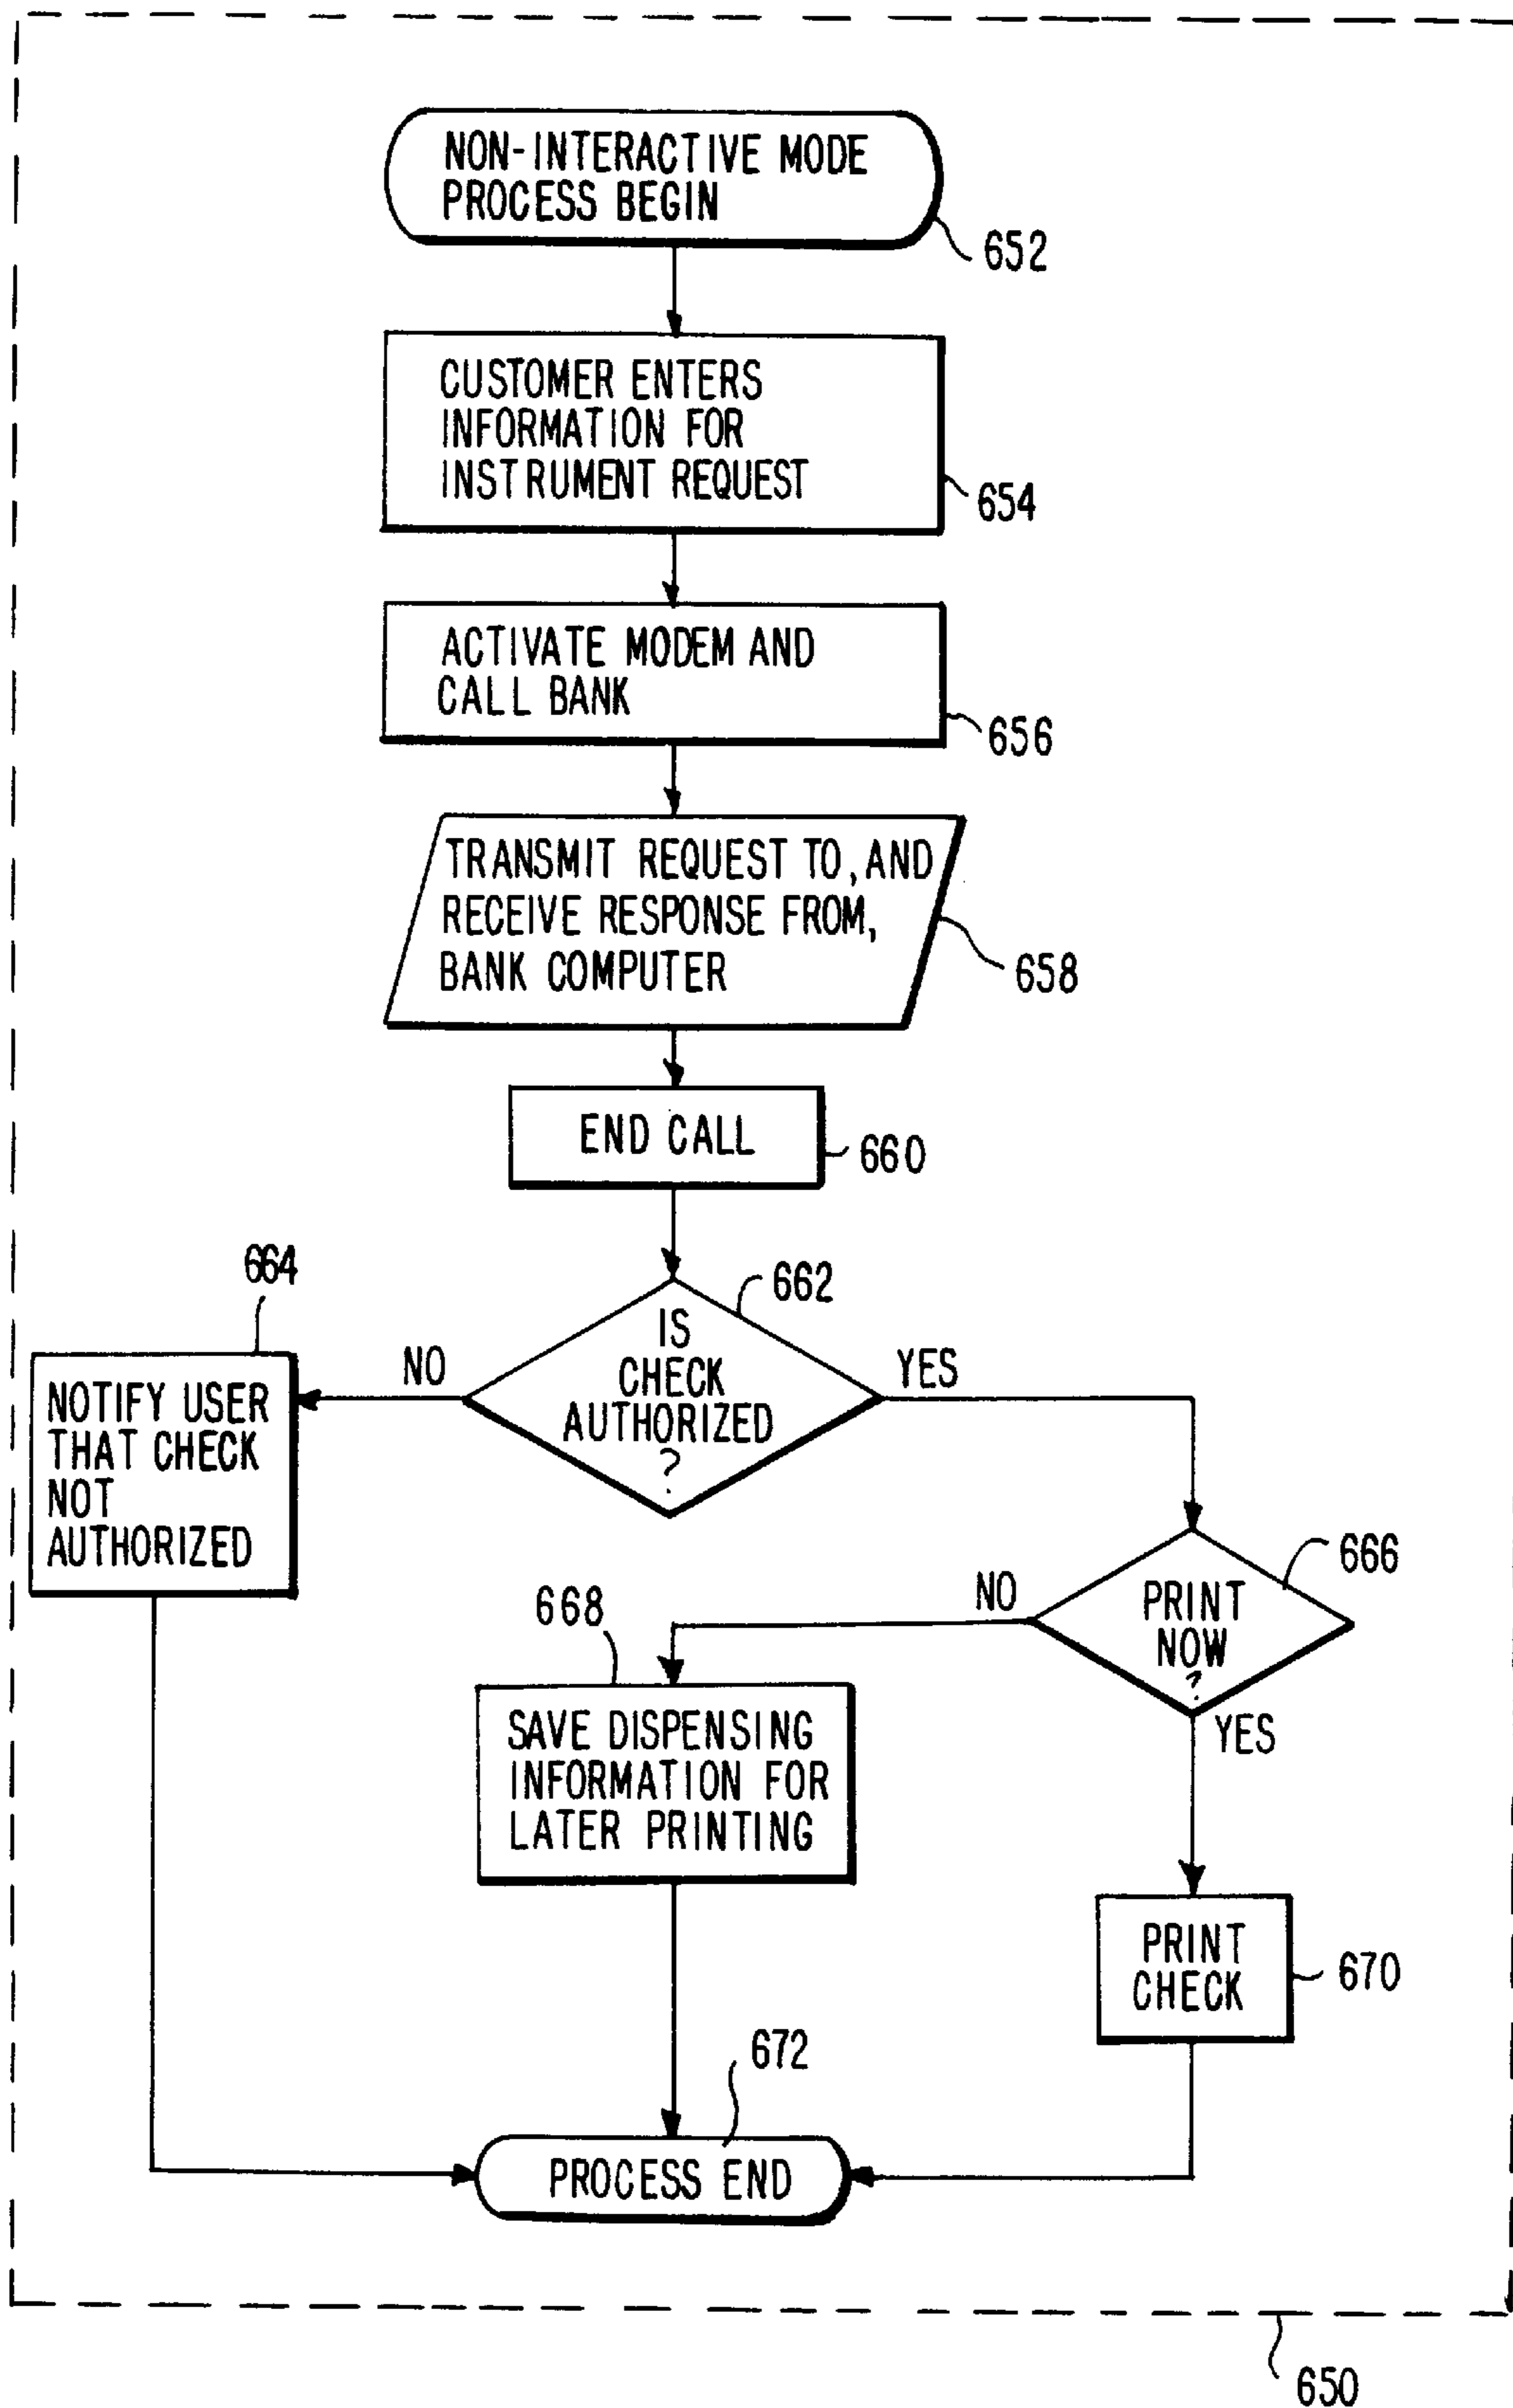 NON-INTERACTIVE MODE
PROCESS BEGIN
652
CUSTOMER ENTERS
INFORMATION FOR
INSTRUMENT REQUEST
654
ACTIVATE MODEM AND
CALL BANK
656
TRANSMIT REQUEST TO, AND
RECEIVE RESPONSE FROM,
BANK COMPUTER
658
END CALL
660
664
662
IS
CHECK
AUTHORIZED
?
NO
YES
NOTIFY USER
THAT CHECK
NOT
AUTHORIZED
666
PRINT
NOW
?
NO
YES
668
SAVE DISPENSING
INFORMATION FOR
LATER PRINTING
PRINT
CHECK
670
672
PROCESS END
650